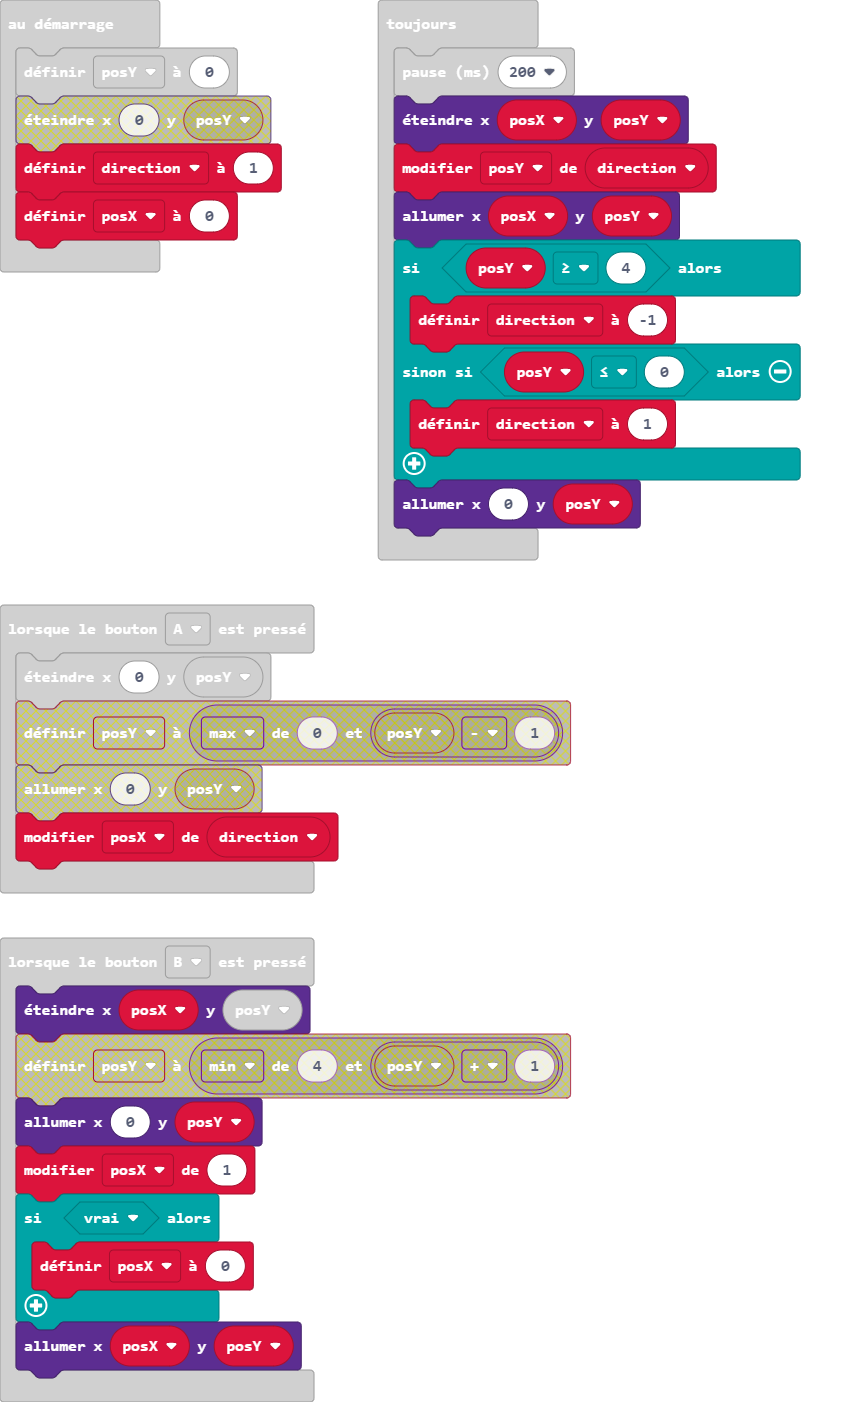 au démarrage
définir posY à 0
éteindre x 0 y posY
définir direction à 1
définir posX à 0
toujours
pause (ms) 200
éteindre x posX y posY
modifier posY de direction
allumer x posX y posY
si posY ≥ 4 alors
définir direction à -1
sinon si posY ≤ 0 alors
définir direction à 1
allumer x 0 y posY
lorsque le bouton A est pressé
éteindre x 0 y posY
définir posY à max de 0 et posY - 1
allumer x 0 y posY
modifier posX de direction
lorsque le bouton B est pressé
éteindre x posX y posY
définir posY à min de 4 et posY + 1
allumer x 0 y posY
modifier posX de 1
si vrai alors
définir posX à 0
allumer x posX y posY